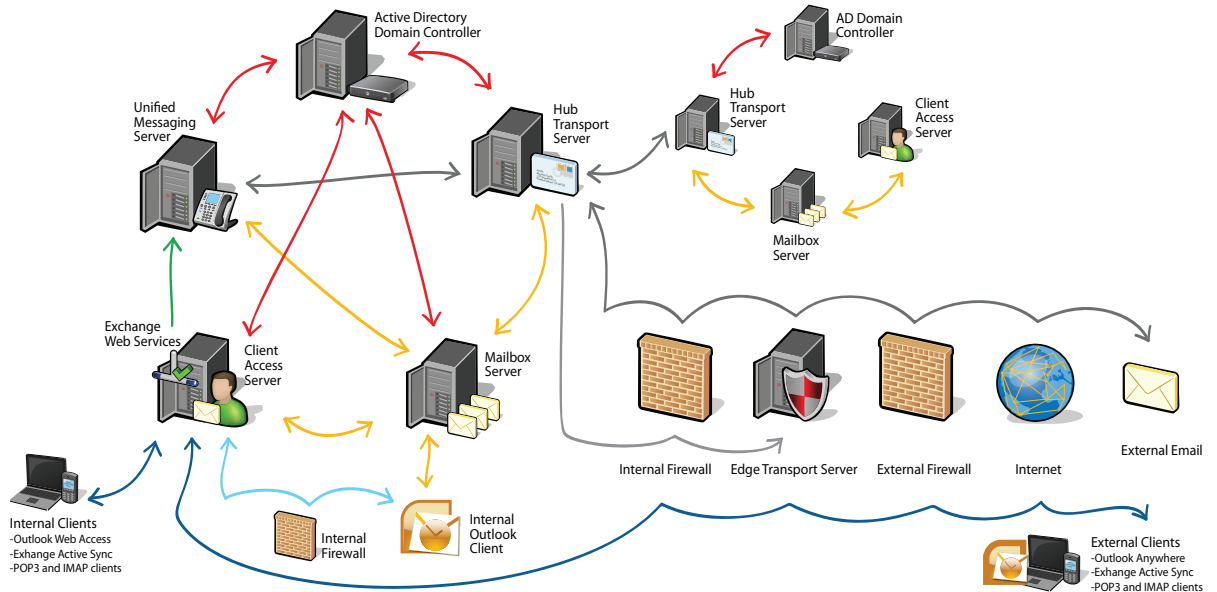 Active Directory
Domain Controller
AD Domain
Controller
Unified
Messaging
Server
Hub
Transport
Server
Hub
Transport
Server
Client
Access
Server
Mailbox
Server
Exchange
Web Services
Client
Access
Server
Mailbox
Server
Internal Firewall
Edge Transport Server
External Firewall
Internet
External Email
Internal Clients
-Outlook Web Access
-Exhange Active Sync
-POP3 and IMAP clients
Internal
Firewall
Internal
Outlook
Client
External Clients
-Outlook Anywhere
-Exhange Active Sync
-POP3 and IMAP clients